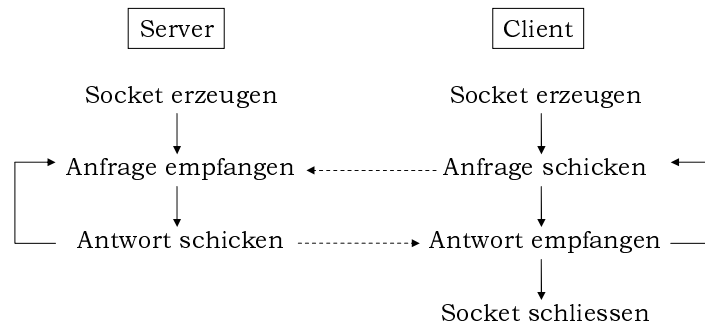 Server
Client
Socket erzeugen
Socket erzeugen
Anfrage empfangen
Anfrage schicken
Antwort schicken
Antwort empfangen
Socket schliessen